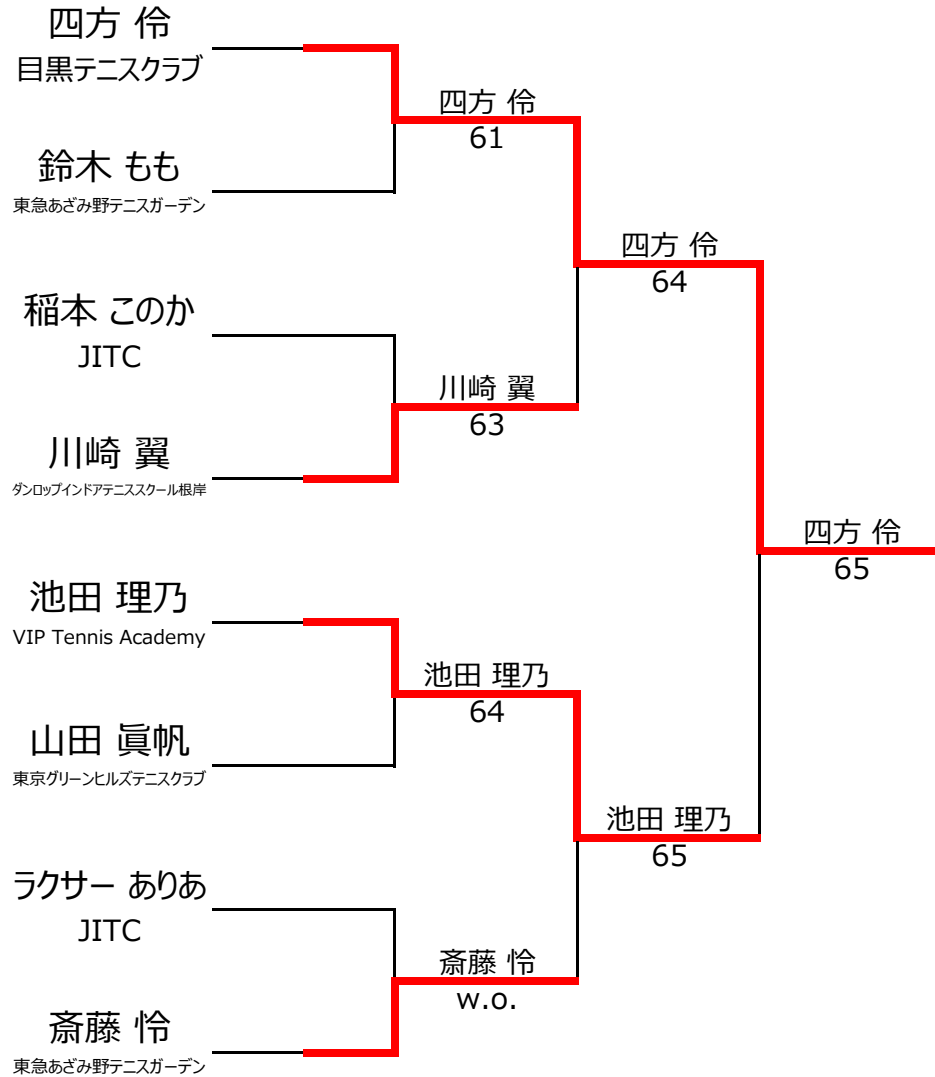 四方 伶
目黒テニスクラブ
鈴木 もも
東急あざみ野テニスガーデン
稲本 このか
JITC
川崎 翼
ダンロップインドアテニススクール根岸
池田 理乃
VIP Tennis Academy
山田 眞帆
東京グリーンヒルズテニスクラブ
ラクサー ありあ
JITC
斎藤 怜
東急あざみ野テニスガーデン
四方 伶
61
川崎 翼
63
池田 理乃
64
斎藤 怜
w.o.
四方 伶
64
池田 理乃
65
四方 伶
65